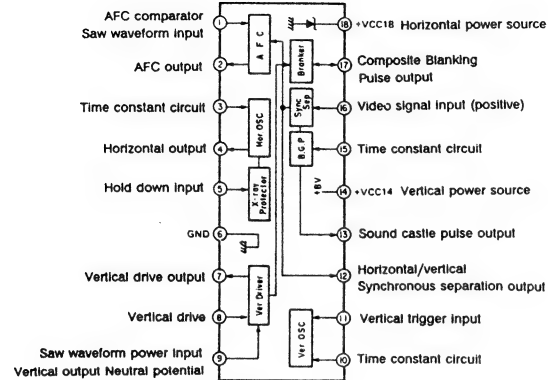 AFC comparator
Saw waveform input
1
AFC output
2
Time constant circuit
3
Horizontal output
4
Hold down input
5
GND
6
Vertical drive output
7
Vertical drive
8
Saw waveform power input
Vertical output Neutral potential
9
AFC
Hor OSC
X-ray
Protector
Ver Driver
Branker
Sync
Sep
B.G.P
+BV
Ver OSC
18 +VCC18 Horizontal power source
17 Composite Blanking
Pulse output
16 Video signal input (positive)
15 Time constant circuit
14 +VCC14 Vertical power source
13 Sound castle pulse output
12 Horizontal/vertical
Synchronous separation output
11 Vertical trigger input
10 Time constant circuit